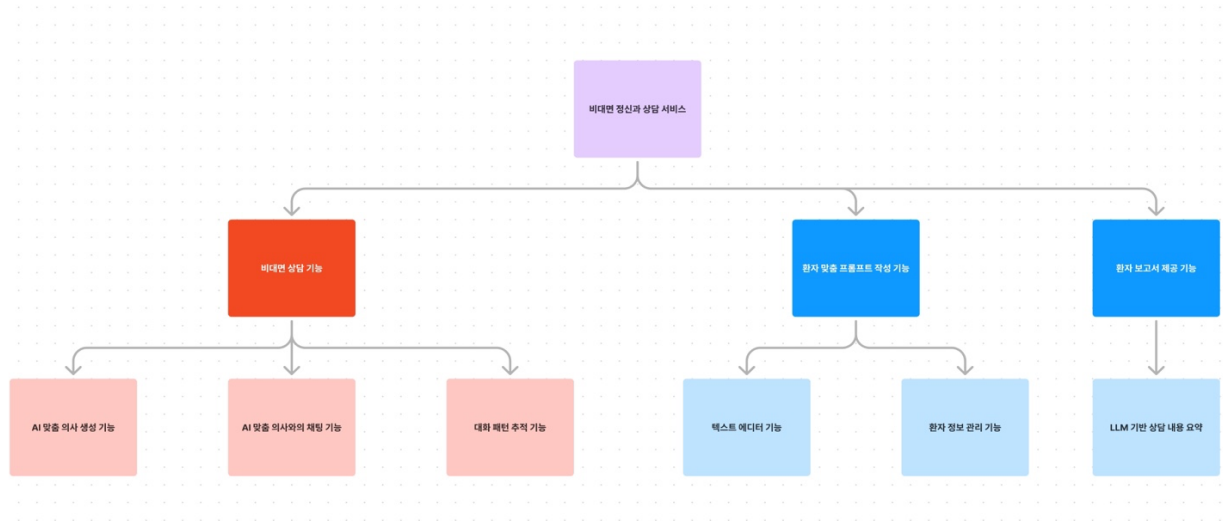 비대면 정신과 상담 서비스
비대면 상담 기능
환자 맞춤 프롬프트 작성 기능
환자 보고서 제공 기능
AI 맞춤 의사 생성 기능
AI 맞춤 의사와의 채팅 기능
대화 패턴 추적 기능
텍스트 에디터 기능
환자 정보 관리 기능
LLM 기반 상담 내용 요약